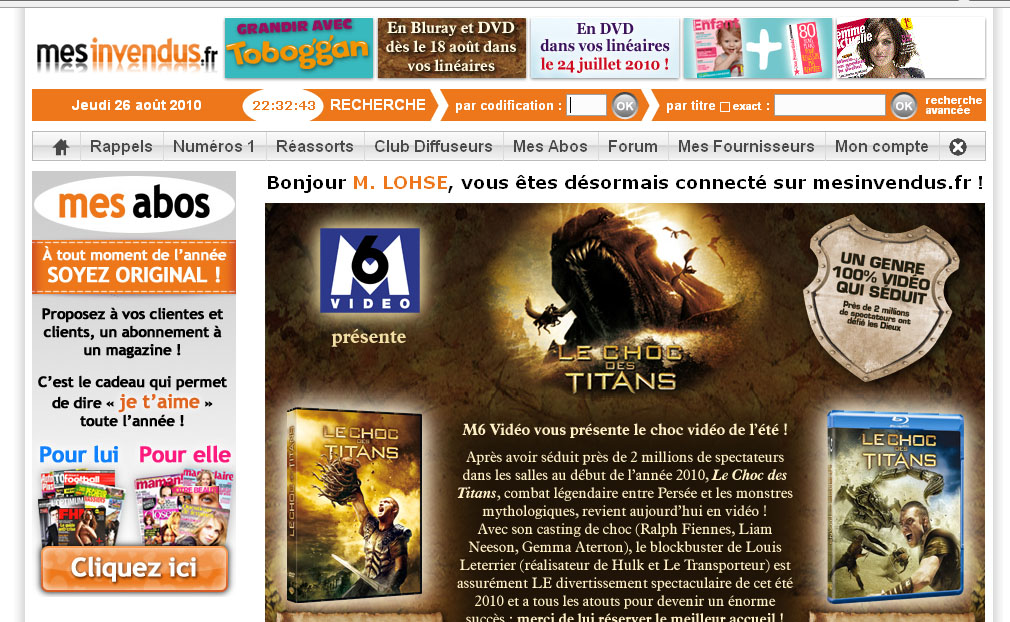 mesinvendus.fr
GRANDIR AVEC
Toboggan
En Bluray et DVD
dès le 18 août dans
vos linéaires
En DVD
dans vos linéaires
le 24 juillet 2010 !
Enfant
+
80
Jeudi 26 août 2010
22:32:43
RECHERCHE
par codification :
OK
par titre
exact :
OK
recherche
avancée
Rappels
Numéros 1
Réassorts
Club Diffuseurs
Mes Abos
Forum
Mes Fournisseurs
Mon compte
mes abos
À tout moment de l'année
SOYEZ ORIGINAL !
Proposez à vos clientes et
clients, un abonnement à
un magazine !
C'est le cadeau qui permet
de dire « je t'aime »
toute l'année !
Pour lui Pour elle
football
maman!
Cliquez ici
Bonjour M. LOHSE, vous êtes désormais connecté sur mesinvendus.fr !
M6
VIDEO
présente
LE CHOC
DES
TITANS
UN GENRE
100% VIDÉO
QUI SÉDUIT
Près de 2 millions
de spectateurs ont
défié les Dieux
LE CHOC
DES
TITANS
LE CHOC DES TITANS
M6 Vidéo vous présente le choc vidéo de l'été !
Après avoir séduit près de 2 millions de spectateurs
dans les salles au début de l'année 2010, Le Choc des
Titans, combat légendaire entre Persée et les monstres
mythologiques, revient aujourd'hui en vidéo !
Avec son casting de choc (Ralph Fiennes, Liam
Neeson, Gemma Aterton), le blockbuster de Louis
Leterrier (réalisateur de Hulk et Le Transporteur) est
assurément LE divertissement spectaculaire de cet été
2010 et a tous les atouts pour devenir un énorme
succès : merci de lui réserver le meilleur accueil !
LE CHOC
DES
TITANS